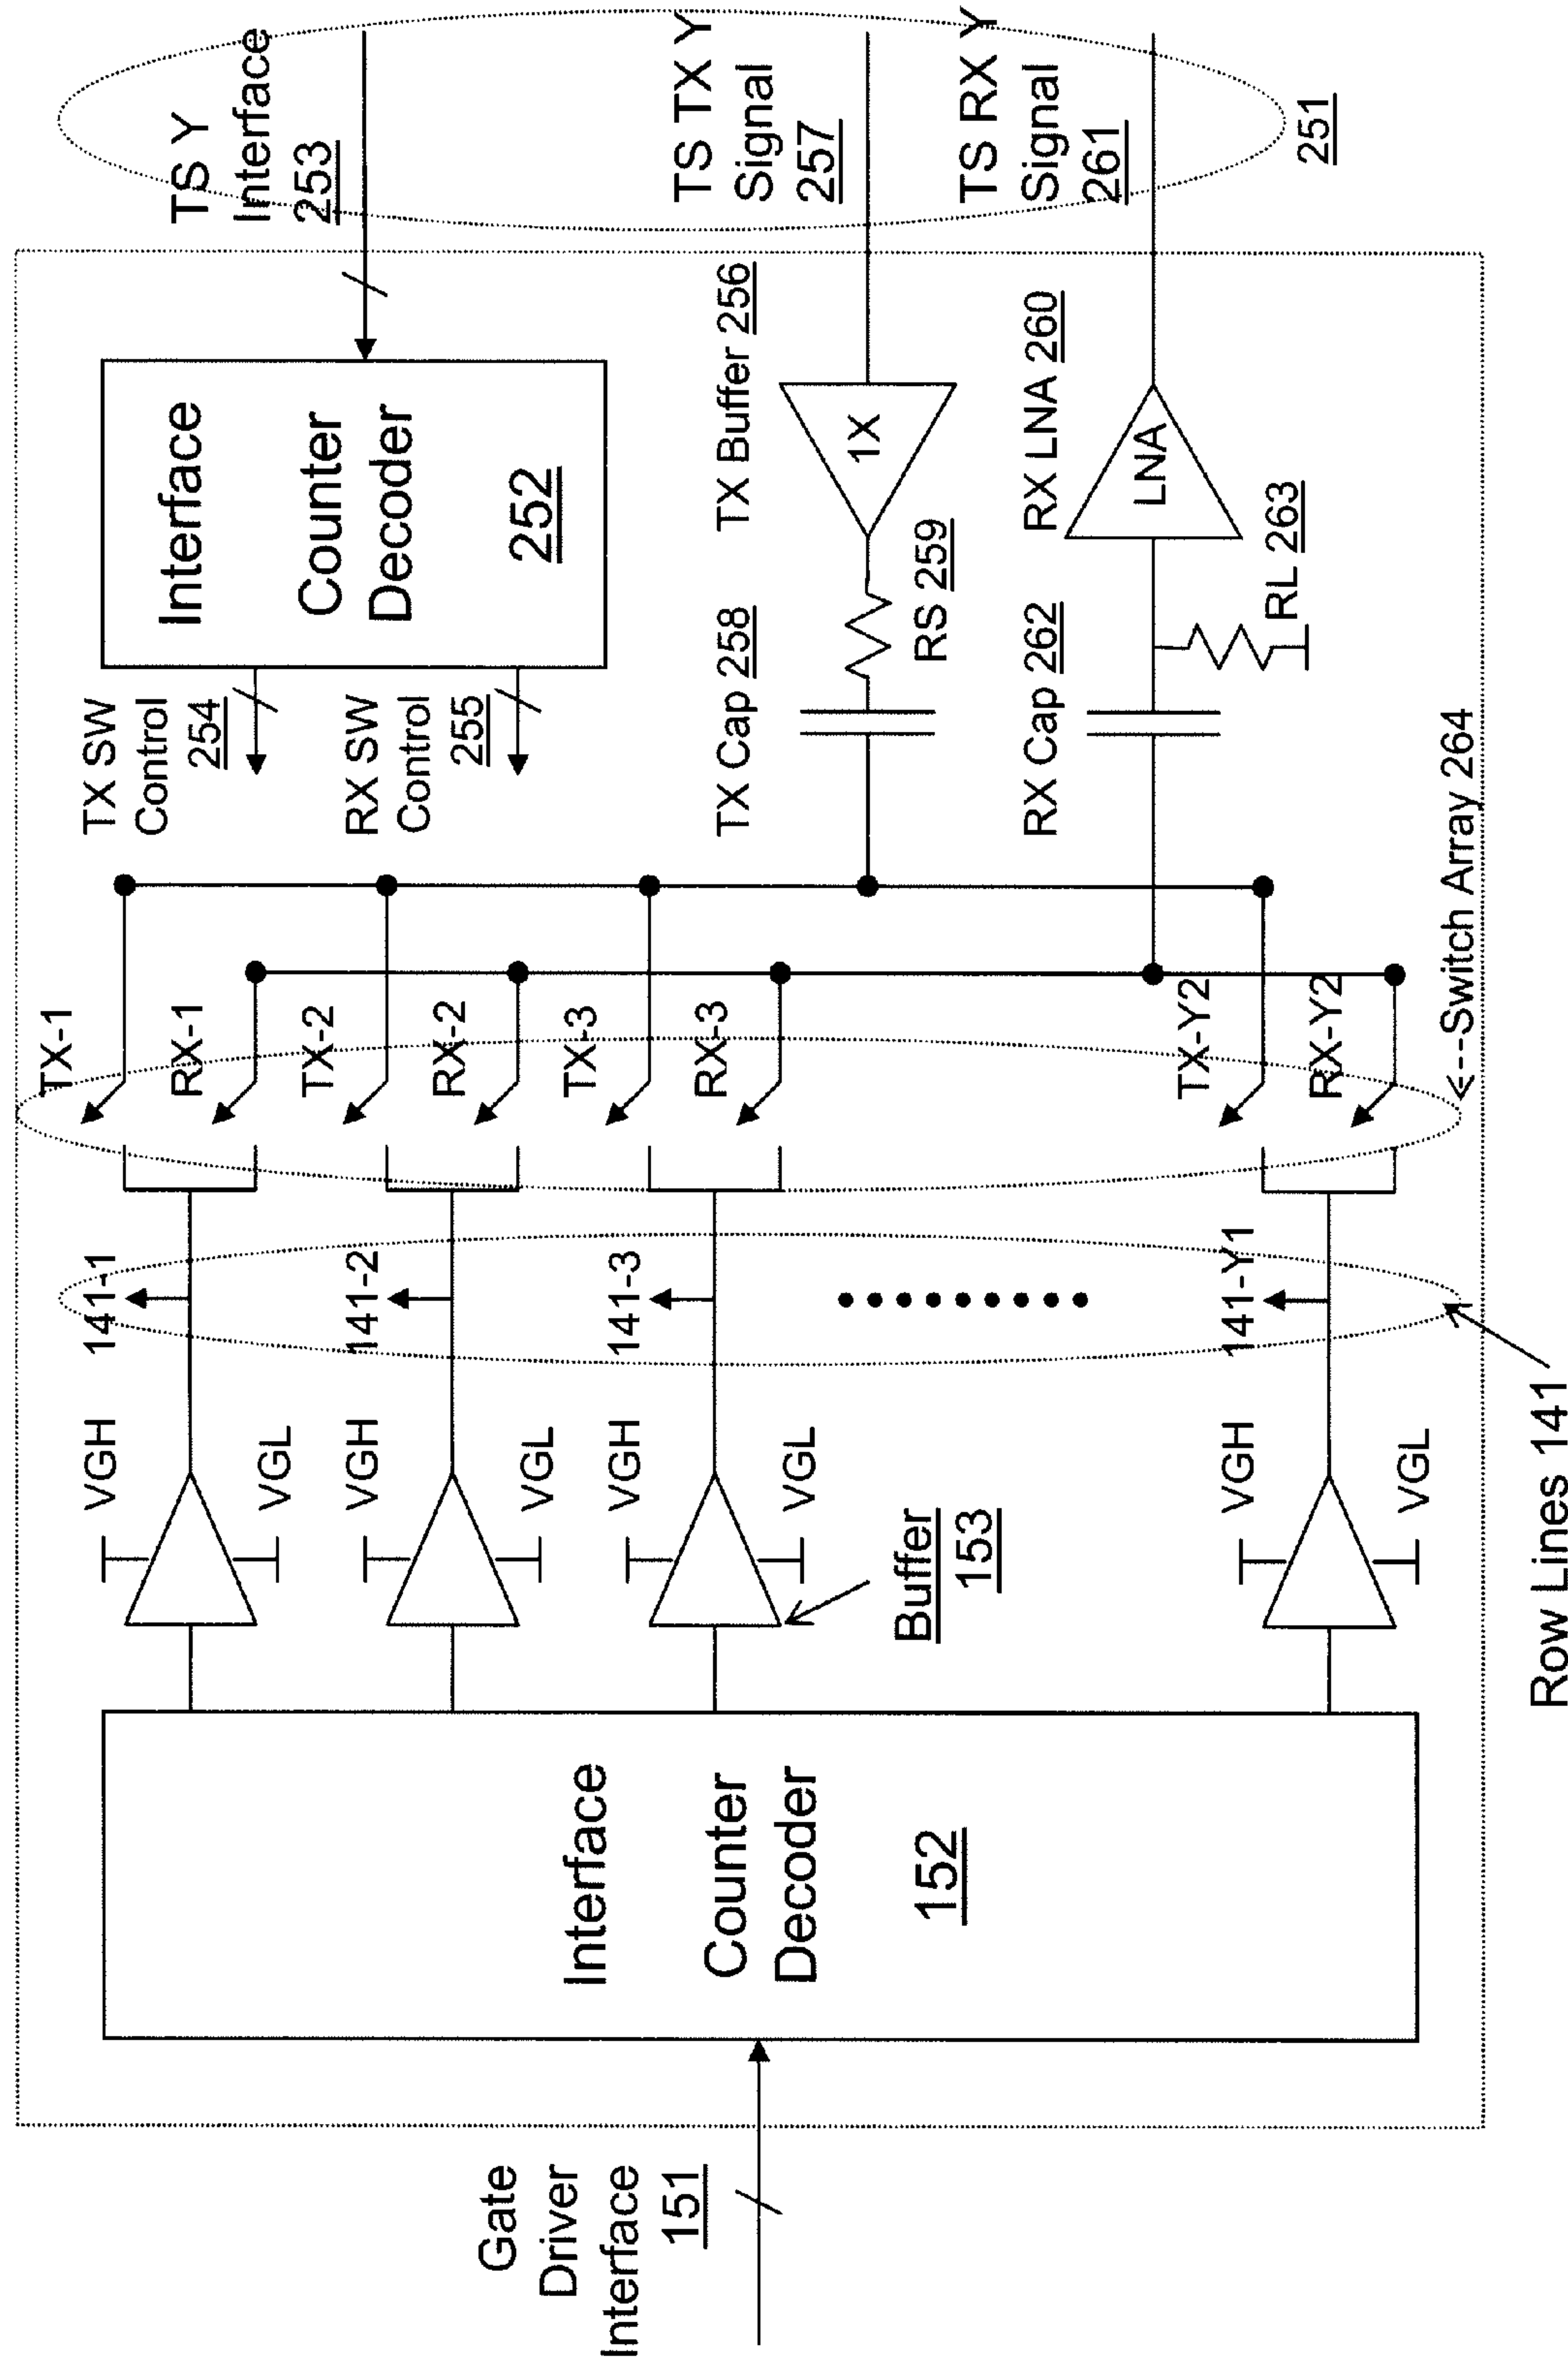 Gate
Driver
Interface
151
Interface
Counter
Decoder
152
VGH
VGL
VGH
VGL
VGH
VGL
VGH
VGL
Buffer
153
141-1
141-2
141-3
141-Y1
Row Lines 141
TX-1
RX-1
TX-2
RX-2
TX-3
RX-3
TX-Y2
RX-Y2
<---Switch Array 264
TX SW
Control
254
RX SW
Control
255
Interface
Counter
Decoder
252
TX Cap 258
RS 259
TX Buffer 256
1X
RX Cap 262
RL 263
RX LNA 260
LNA
TS Y
Interface
253
TS TX Y
Signal
257
TS RX Y
Signal
261
251